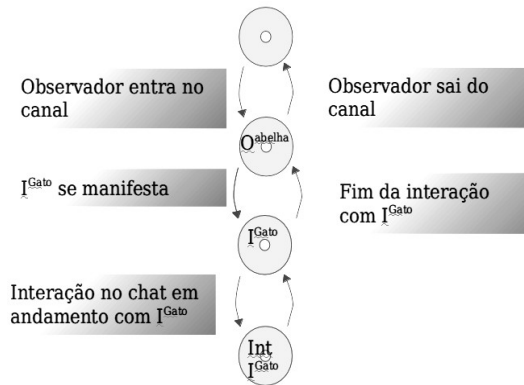 Observador entra no
canal
Observador sai do
canal
O^abelha
I^Gato se manifesta
Fim da interação
com I^Gato
I^Gato
Interação no chat em
andamento com I^Gato
Int
I^Gato